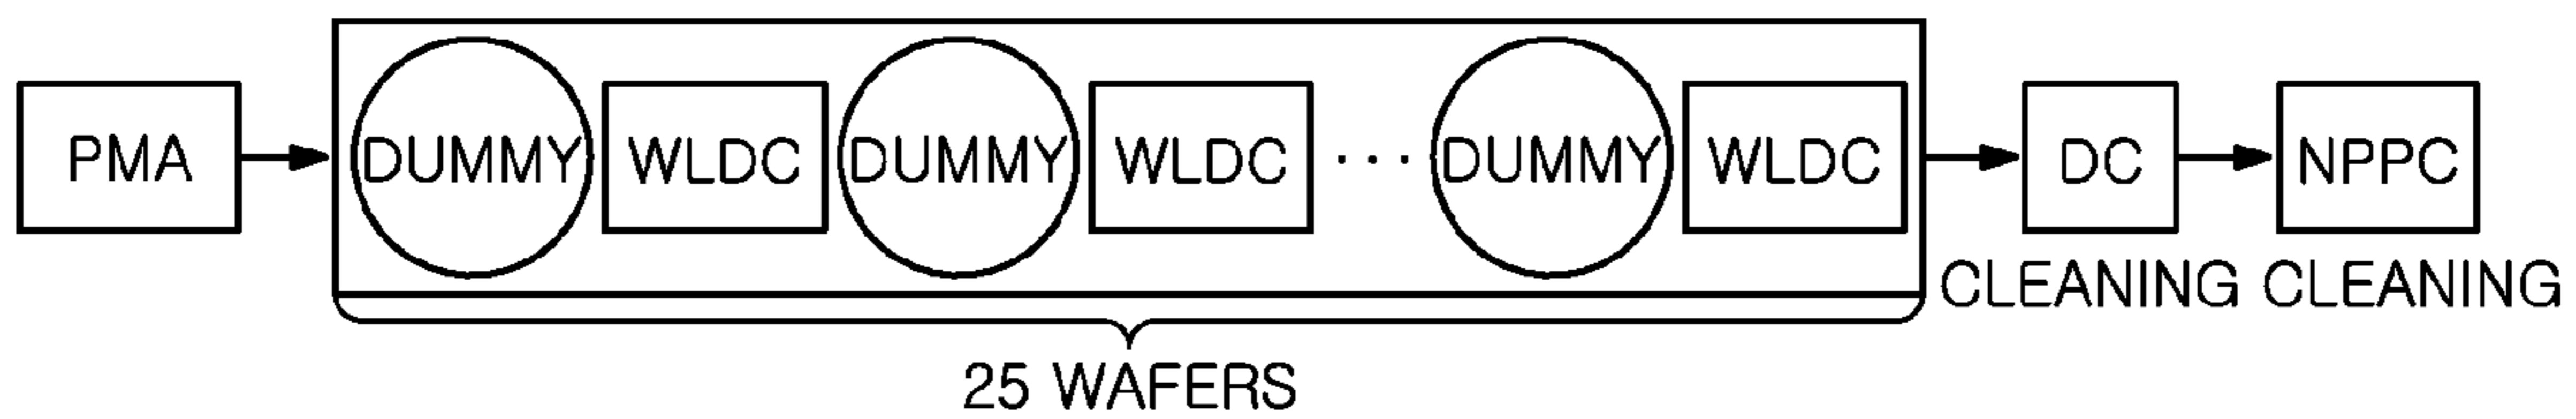 PMA DUMMY WLDC DUMMY WLDC ... DUMMY WLDC DC NPPC
CLEANING CLEANING
25 WAFERS